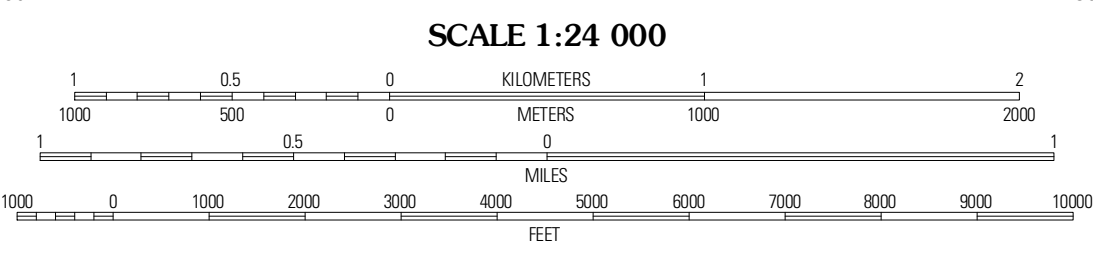 SCALE 1:24 000
1 0.5 0 KILOMETERS 1 2
1000 500 0 METERS 1000 2000
1 0.5 0 1
MILES
1000 0 1000 2000 3000 4000 5000 6000 7000 8000 9000 10000
FEET